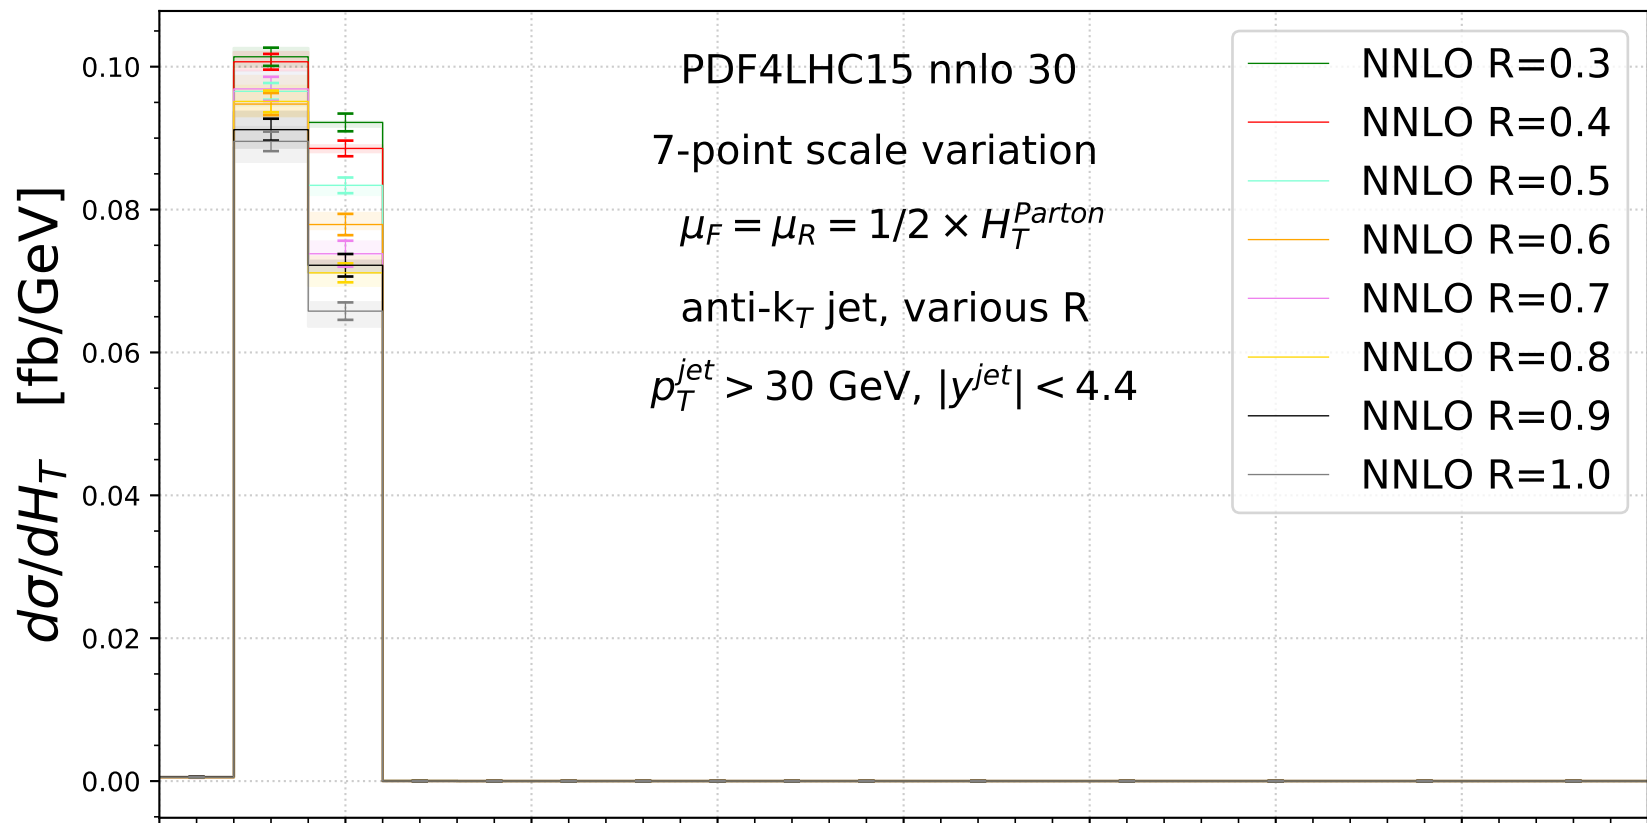 dσ/dH_T [fb/GeV]
0.10
0.08
0.06
0.04
0.02
0.00
PDF4LHC15 nnlo 30
7-point scale variation
μ_F = μ_R = 1/2 × H_T^{Parton}
anti-k_T jet, various R
p_T^{jet} > 30 GeV, |y^{jet}| < 4.4
NNLO R=0.3
NNLO R=0.4
NNLO R=0.5
NNLO R=0.6
NNLO R=0.7
NNLO R=0.8
NNLO R=0.9
NNLO R=1.0